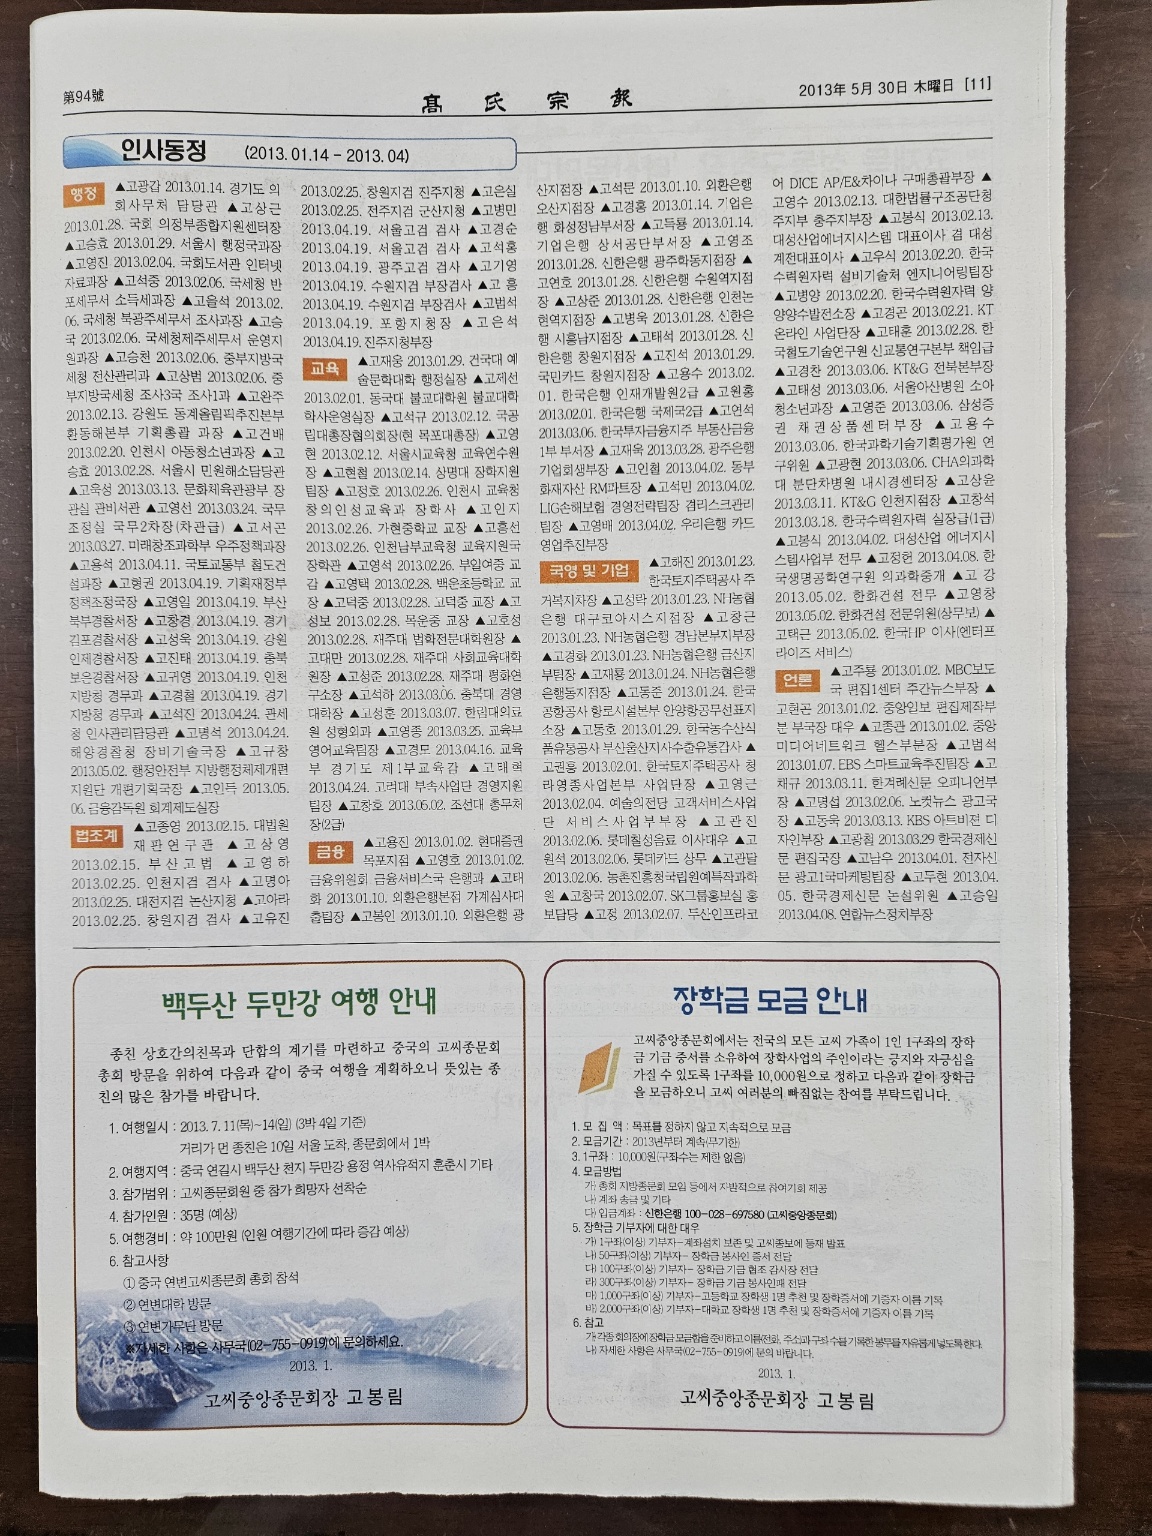 第94號
高氏宗報
2013年 5月 30日 木曜日 [11]
인사동정 (2013. 01.14 - 2013. 04)
행정 ▲고광갑 2013.01.14. 경기도 의
회사무처 담당관 ▲고상근
2013.01.28. 국회 의정부종합지원센터장
▲고승효 2013.01.29. 서울시 행정국과장
▲고영진 2013.02.04. 국회도서관 인터넷
자료과장 ▲고석중 2013.02.06. 국세청 반
포세무서 소득세과장 ▲고을석 2013.02.
06. 국세청 북광주세무서 조사과장 ▲고승
국 2013.02.06. 국세청제주세무서 운영지
원과장 ▲고승천 2013.02.06. 중부지방국
세청 전산관리과 ▲고상범 2013.02.06. 중
부지방국세청 조사3국 조사1과 ▲고완주
2013.02.13. 강원도 동계올림픽추진본부
환동해본부 기획총괄 과장 ▲고건배
2013.02.20. 인천시 아동청소년과장 ▲고
승효 2013.02.28. 서울시 민원해소담당관
▲고욱성 2013.03.13. 문화체육관광부 장
관실 관비서관 ▲고영선 2013.03.24. 국무
조정실 국무2차장(차관급) ▲고서곤
2013.03.27. 미래창조과학부 우주정책과장
▲고용석 2013.04.11. 국토교통부 철도건
설과장 ▲고형권 2013.04.19. 기획재정부
정책조정국장 ▲고영일 2013.04.19. 부산
북부경찰서장 ▲고창경 2013.04.19. 경기
김포경찰서장 ▲고성욱 2013.04.19. 강원
인제경찰서장 ▲고진태 2013.04.19. 충북
보은경찰서장 ▲고귀영 2013.04.19. 인천
지방청 경무과 ▲고경철 2013.04.19. 경기
지방청 경무과 ▲고석진 2013.04.24. 관세
청 인사관리담당관 ▲고명석 2013.04.24.
해양경찰청 장비기술국장 ▲고규창
2013.05.02. 행정안전부 지방행정체제개편
지원단 개편기획국장 ▲고인득 2013.05.
06. 금융감독원 회계제도실장
법조계 ▲고종영 2013.02.15. 대법원
재판연구관 ▲고상영
2013.02.15. 부산고법 ▲고영하
2013.02.25. 인천지검 검사 ▲고명아
2013.02.25. 대전지검 논산지청 ▲고아라
2013.02.25. 창원지검 검사 ▲고유진
2013.02.25. 창원지검 진주지청 ▲고은실
2013.02.25. 전주지검 군산지청 ▲고병민
2013.04.19. 서울고검 검사 ▲고경순
2013.04.19. 서울고검 검사 ▲고석홍
2013.04.19. 광주고검 검사 ▲고기영
2013.04.19. 수원지검 부장검사 ▲고 흥
2013.04.19. 수원지검 부장검사 ▲고범석
2013.04.19. 포항지청장 ▲고은석
2013.04.19. 진주지청부장
교육 ▲고재웅 2013.01.29. 건국대 예
술문학대학 행정실장 ▲고제선
2013.02.01. 동국대 불교대학원 불교대학
학사운영실장 ▲고석규 2013.02.12. 국공
립대총장협의회장(현 목포대총장) ▲고영
현 2013.02.12. 서울시교육청 교육연수원
장 ▲고현철 2013.02.14. 상명대 장학지원
팀장 ▲고정호 2013.02.26. 인천시 교육청
창의인성교육과 장학사 ▲고인지
2013.02.26. 가현중학교 교장 ▲고흥선
2013.02.26. 인천남부교육청 교육지원국
장학관 ▲고영석 2013.02.26. 부일여중 교
감 ▲고영택 2013.02.28. 백운초등학교 교
장 ▲고덕중 2013.02.28. 고덕중 교장 ▲고
성보 2013.02.28. 목운중 교장 ▲고호성
2013.02.28. 제주대 법학전문대학원장 ▲
고대만 2013.02.28. 제주대 사회교육대학
원장 ▲고성준 2013.02.28. 제주대 평화연
구소장 ▲고석하 2013.03.06. 충북대 경영
대학장 ▲고성훈 2013.03.07. 한림대의료
원 성형외과 ▲고영종 2013.03.25. 교육부
영어교육팀장 ▲고경모 2013.04.16. 교육
부 경기도 제1부교육감 ▲고매혁
2013.04.24. 고려대 부속사업단 경영지원
팀장 ▲고창호 2013.05.02. 조선대 총무처
장(2급)
금융 ▲고용진 2013.01.02. 현대증권
목포지점 ▲고영호 2013.01.02.
금융위원회 금융서비스국 은행과 ▲고태
화 2013.01.10. 외환은행본점 가계심사대
출팀장 ▲고봉인 2013.01.10. 외환은행 광
산지점장 ▲고석문 2013.01.10. 외환은행
오산지점장 ▲고경홍 2013.01.14. 기업은
행 화성정남부서장 ▲고득룡 2013.01.14.
기업은행 상서공단부서장 ▲고영조
2013.01.28. 신한은행 광주학동지점장 ▲
고연호 2013.01.28. 신한은행 수원역지점
장 ▲고상준 2013.01.28. 신한은행 인천논
현역지점장 ▲고병욱 2013.01.28. 신한은
행 시흥남지점장 ▲고태석 2013.01.28. 신
한은행 창원지점장 ▲고진석 2013.01.29.
국민카드 창원지점장 ▲고용수 2013.02.
01. 한국은행 인재개발원2급 ▲고원홍
2013.02.01. 한국은행 국제국2급 ▲고연석
2013.03.06. 한국투자금융지주 부동산금융
1부 부서장 ▲고재욱 2013.03.28. 광주은행
기업회생부장 ▲고인철 2013.04.02. 동부
화재자산 RM파트장 ▲고석민 2013.04.02.
LIG손해보험 경영전략팀장 겸리스크관리
팀장 ▲고영배 2013.04.02. 우리은행 카드
영업추진부장
국영 및 기업 ▲고해진 2013.01.23.
한국토지주택공사 주
거복지차장 ▲고성락 2013.01.23. NH농협
은행 대구코아시스지점장 ▲고창근
2013.01.23. NH농협은행 경남본부지부장
▲고경화 2013.01.23. NH농협은행 금산지
부팀장 ▲고재룡 2013.01.24. NH농협은행
은행동지점장 ▲고동준 2013.01.24. 한국
공항공사 항로시설본부 안양항공무선표지
소장 ▲고동호 2013.01.29. 한국농수산식
품유통공사 부산울산지사수출유통감사 ▲
고권홍 2013.02.01. 한국토지주택공사 청
라영종사업본부 사업단장 ▲고영근
2013.02.04. 예술의전당 고객서비스사업
단 서비스사업부부장 ▲고관진
2013.02.06. 롯데칠성음료 이사대우 ▲고
원석 2013.02.06. 롯데카드 상무 ▲고관달
2013.02.06. 농촌진흥청국립원예특작과학
원 ▲고창국 2013.02.07. SK그룹홍보실 홍
보담당 ▲고정 2013.02.07. 두산인프라코
어 DICE AP/E&차이나 구매총괄부장 ▲
고영수 2013.02.13. 대한법률구조공단청
주지부 충주지부장 ▲고봉식 2013.02.13.
대성산업에너지시스템 대표이사 겸 대성
계전대표이사 ▲고우식 2013.02.20. 한국
수력원자력 설비기술처 엔지니어링팀장
▲고병양 2013.02.20. 한국수력원자력 양
양양수발전소장 ▲고경곤 2013.02.21. KT
온라인 사업단장 ▲고태훈 2013.02.28. 한
국철도기술연구원 신교통연구본부 책임급
▲고경찬 2013.03.06. KT&G 전북본부장
▲고태성 2013.03.06. 서울아산병원 소아
청소년과장 ▲고영준 2013.03.06. 삼성증
권 채권상품센터부장 ▲고용수
2013.03.06. 한국과학기술기획평가원 연
구위원 ▲고광현 2013.03.06. CHA의과학
대 분단차병원 내시경센터장 ▲고상윤
2013.03.11. KT&G 인천지점장 ▲고창석
2013.03.18. 한국수력원자력 실장급(1급)
▲고봉식 2013.04.02. 대성산업 에너지시
스템사업부 전무 ▲고정헌 2013.04.08. 한
국생명공학연구원 의과학중개 ▲고 강
2013.05.02. 한화건설 전무 ▲고영창
2013.05.02. 한화건설 전문위원(상무보) ▲
고택근 2013.05.02. 한국HP 이사(엔터프
라이즈 서비스)
언론 ▲고주룡 2013.01.02. MBC보도
국 편집1센터 주간뉴스부장 ▲
고현곤 2013.01.02. 중앙일보 편집제작부
분 부국장 대우 ▲고종관 2013.01.02. 중앙
미디어네트워크 헬스부분장 ▲고범석
2013.01.07. EBS 스마트교육추진팀장 ▲고
채규 2013.03.11. 한겨례신문 오피니언부
장 ▲고명섭 2013.02.06. 노컷뉴스 광고국
장 ▲고동욱 2013.03.13. KBS 아트비젼 디
자인부장 ▲고광철 2013.03.29 한국경제신
문 편집국장 ▲고남우 2013.04.01. 전자신
문 광고1국마케팅팀장 ▲고두현 2013.04.
05. 한국경제신문 논설위원 ▲고승일
2013.04.08. 연합뉴스정치부장
백두산 두만강 여행 안내
종친 상호간의친목과 단합의 계기를 마련하고 중국의 고씨종문회
총회 방문을 위하여 다음과 같이 중국 여행을 계획하오니 뜻있는 종
친의 많은 참가를 바랍니다.
1. 여행일시 : 2013. 7. 11(목)~14(일) (3박 4일 기준)
거리가 먼 종친은 10일 서울 도착, 종문회에서 1박
2. 여행지역 : 중국 연길시 백두산 천지 두만강 용정 역사유적지 훈춘시 기타
3. 참가범위 : 고씨종문회원 중 참가 희망자 선착순
4. 참가인원 : 35명 (예상)
5. 여행경비 : 약 100만원 (인원 여행기간에 따라 증감 예상)
6. 참고사항
① 중국 연변고씨종문회 총회 참석
② 연변대학 방문
③ 연변가무단 방문
※자세한 사항은 사무국(02-755-0919)에 문의하세요.
2013. 1.
고씨중앙종문회장 고봉림
장학금 모금 안내
고씨중앙종문회에서는 전국의 모든 고씨 가족이 1인 1구좌의 장학
금 기금 증서를 소유하여 장학사업의 주인이라는 긍지와 자긍심을
가질 수 있도록 1구좌를 10,000원으로 정하고 다음과 같이 장학금
을 모금하오니 고씨 여러분의 빠짐없는 참여를 부탁드립니다.
1. 모 집 액 : 목표를 정하지 않고 지속적으로 모금
2. 모금기간 : 2013년부터 계속(무기한)
3. 1구좌 : 10,000원(구좌수는 제한 없음)
4. 모금방법
가) 총회 지방종문회 모임 등에서 자발적으로 참여기회 제공
나) 계좌 송금 및 기타
다) 입금계좌 : 신한은행 100-028-697580 (고씨중앙종문회)
5. 장학금 기부자에 대한 대우
가) 1구좌(이상) 기부자-계좌설치 보존 및 고씨종보에 등재 발표
나) 50구좌(이상) 기부자- 장학금 봉사인 증서 전달
다) 100구좌(이상) 기부자- 장학금 기금 협조 감사장 전달
라) 300구좌(이상) 기부자- 장학금 기금 봉사인패 전달
마) 1,000구좌(이상) 기부자-고등학교 장학생 1명 추천 및 장학증서에 기증자 이름 기록
바) 2,000구좌(이상) 기부자-대학교 장학생 1명 추천 및 장학증서에 기증자 이름 기록
6. 참고
가) 각종 회의장에 장학금 모금함을 준비하고 이름(전화, 주소)과 구좌 수를 기록한 봉투를 자유롭게 넣도록 한다.
나) 자세한 사항은 사무국(02-755-0919)에 문의 바랍니다.
2013. 1.
고씨중앙종문회장 고봉림